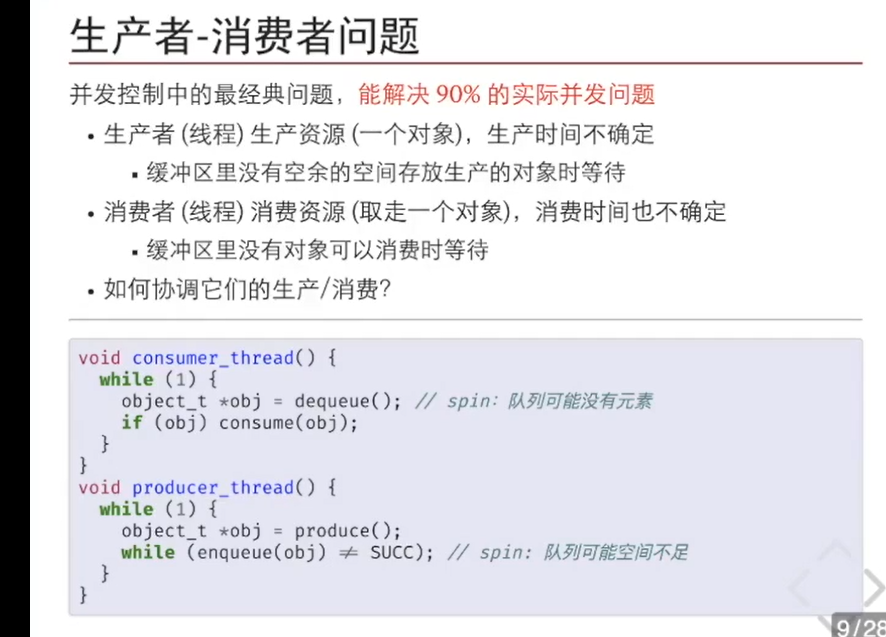 生产者-消费者问题
并发控制中的最经典问题，能解决 90% 的实际并发问题
• 生产者 (线程) 生产资源 (一个对象)，生产时间不确定
▪ 缓冲区里没有空余的空间存放生产的对象时等待
• 消费者 (线程) 消费资源 (取走一个对象)，消费时间也不确定
▪ 缓冲区里没有对象可以消费时等待
• 如何协调它们的生产/消费?
void consumer_thread() {
  while (1) {
    object_t *obj = dequeue(); // spin: 队列可能没有元素
    if (obj) consume(obj);
  }
}
void producer_thread() {
  while (1) {
    object_t *obj = produce();
    while (enqueue(obj) ≠ SUCC); // spin: 队列可能空间不足
  }
}
9/28